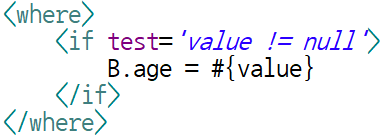 <where>
    <if test='value != null'>
        B.age = #{value}
    </if>
</where>